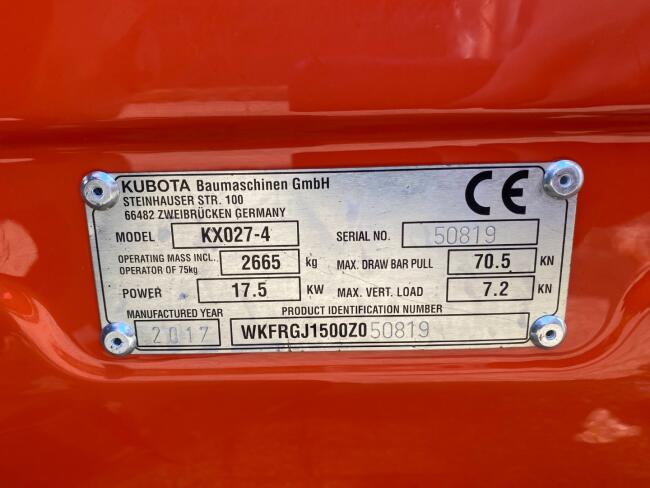 KUBOTA Baumaschinen GmbH
STEINHAUSER STR. 100
66482 ZWEIBRÜCKEN GERMANY
CE
MODEL KX027-4 SERIAL NO. 50819
OPERATING MASS INCL. OPERATOR OF 75kg 2665 kg MAX. DRAW BAR PULL 70.5 KN
POWER 17.5 KW MAX. VERT. LOAD 7.2 KN
MANUFACTURED YEAR PRODUCT IDENTIFICATION NUMBER
2017 WKFRGJ1500Z050819